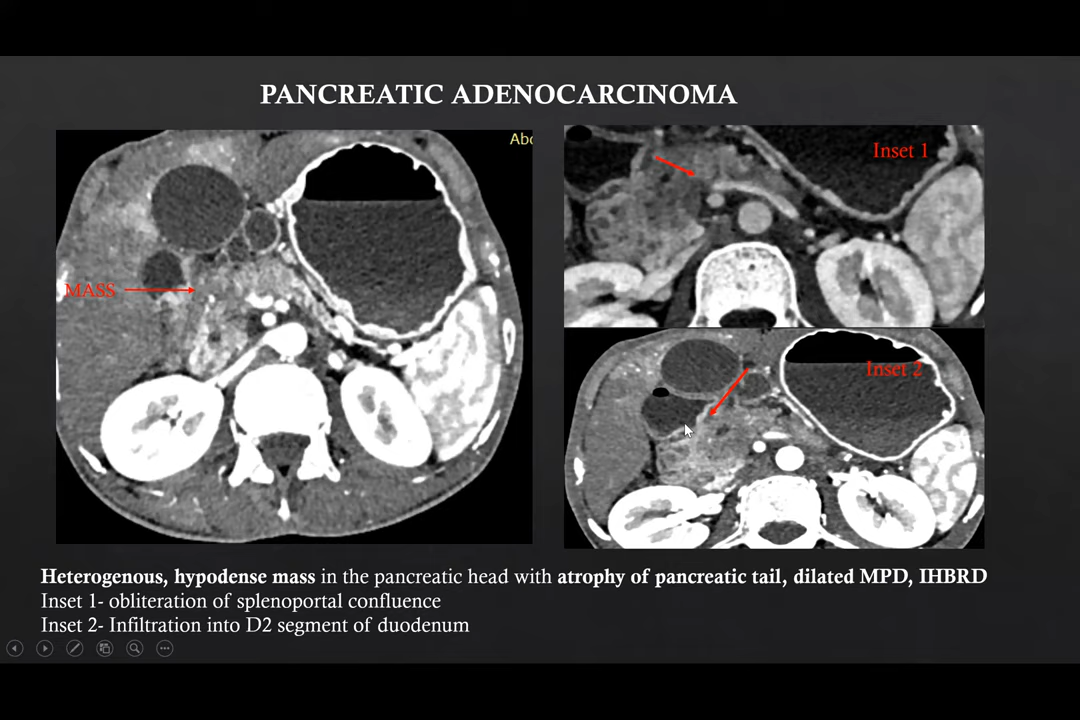 PANCREATIC ADENOCARCINOMA
Abd
MASS
Inset 1
Inset 2
Heterogenous, hypodense mass in the pancreatic head with atrophy of pancreatic tail, dilated MPD, IHBRD
Inset 1- obliteration of splenoportal confluence
Inset 2- Infiltration into D2 segment of duodenum